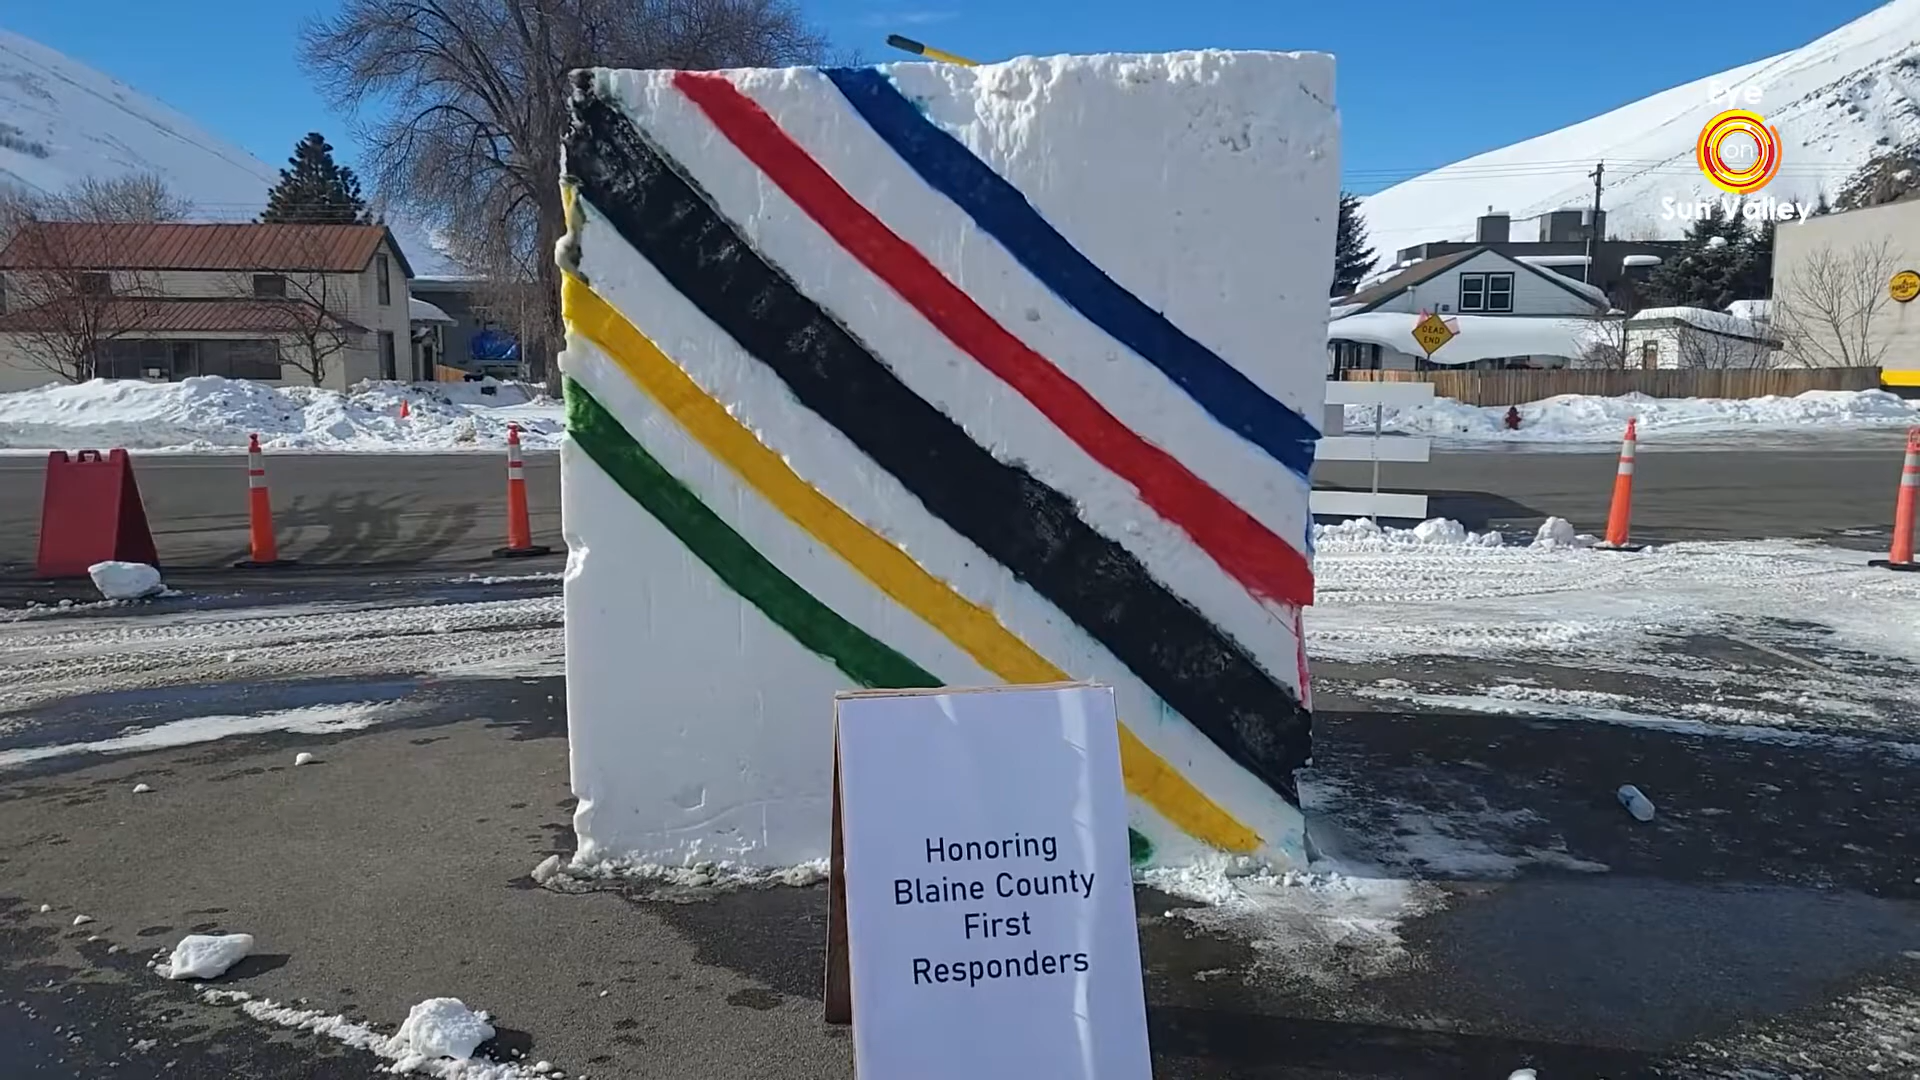 Eye
on
Sun Valley
DEAD
END
Honoring
Blaine County
First
Responders